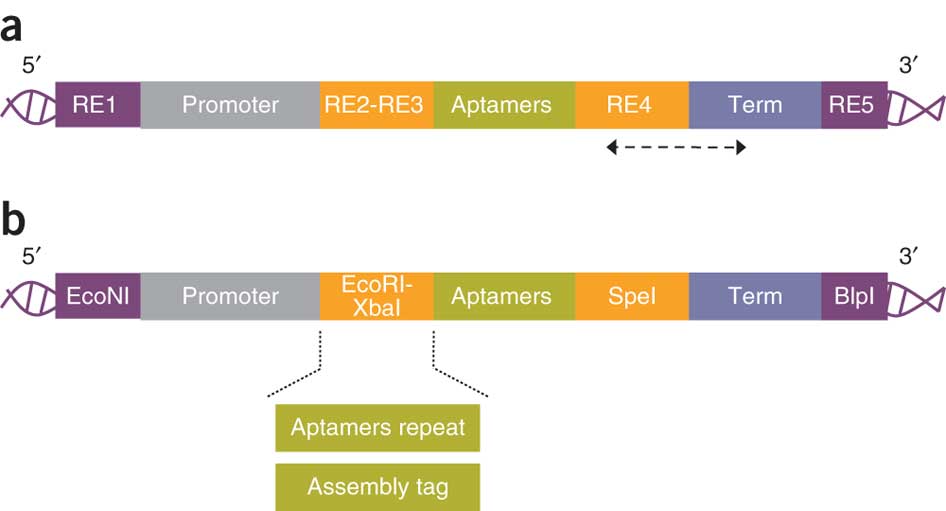 a
5′ 3′
RE1 Promoter RE2-RE3 Aptamers RE4 Term RE5
b
5′ 3′
EcoNI Promoter EcoRI-
XbaI Aptamers SpeI Term BlpI
Aptamers repeat
Assembly tag